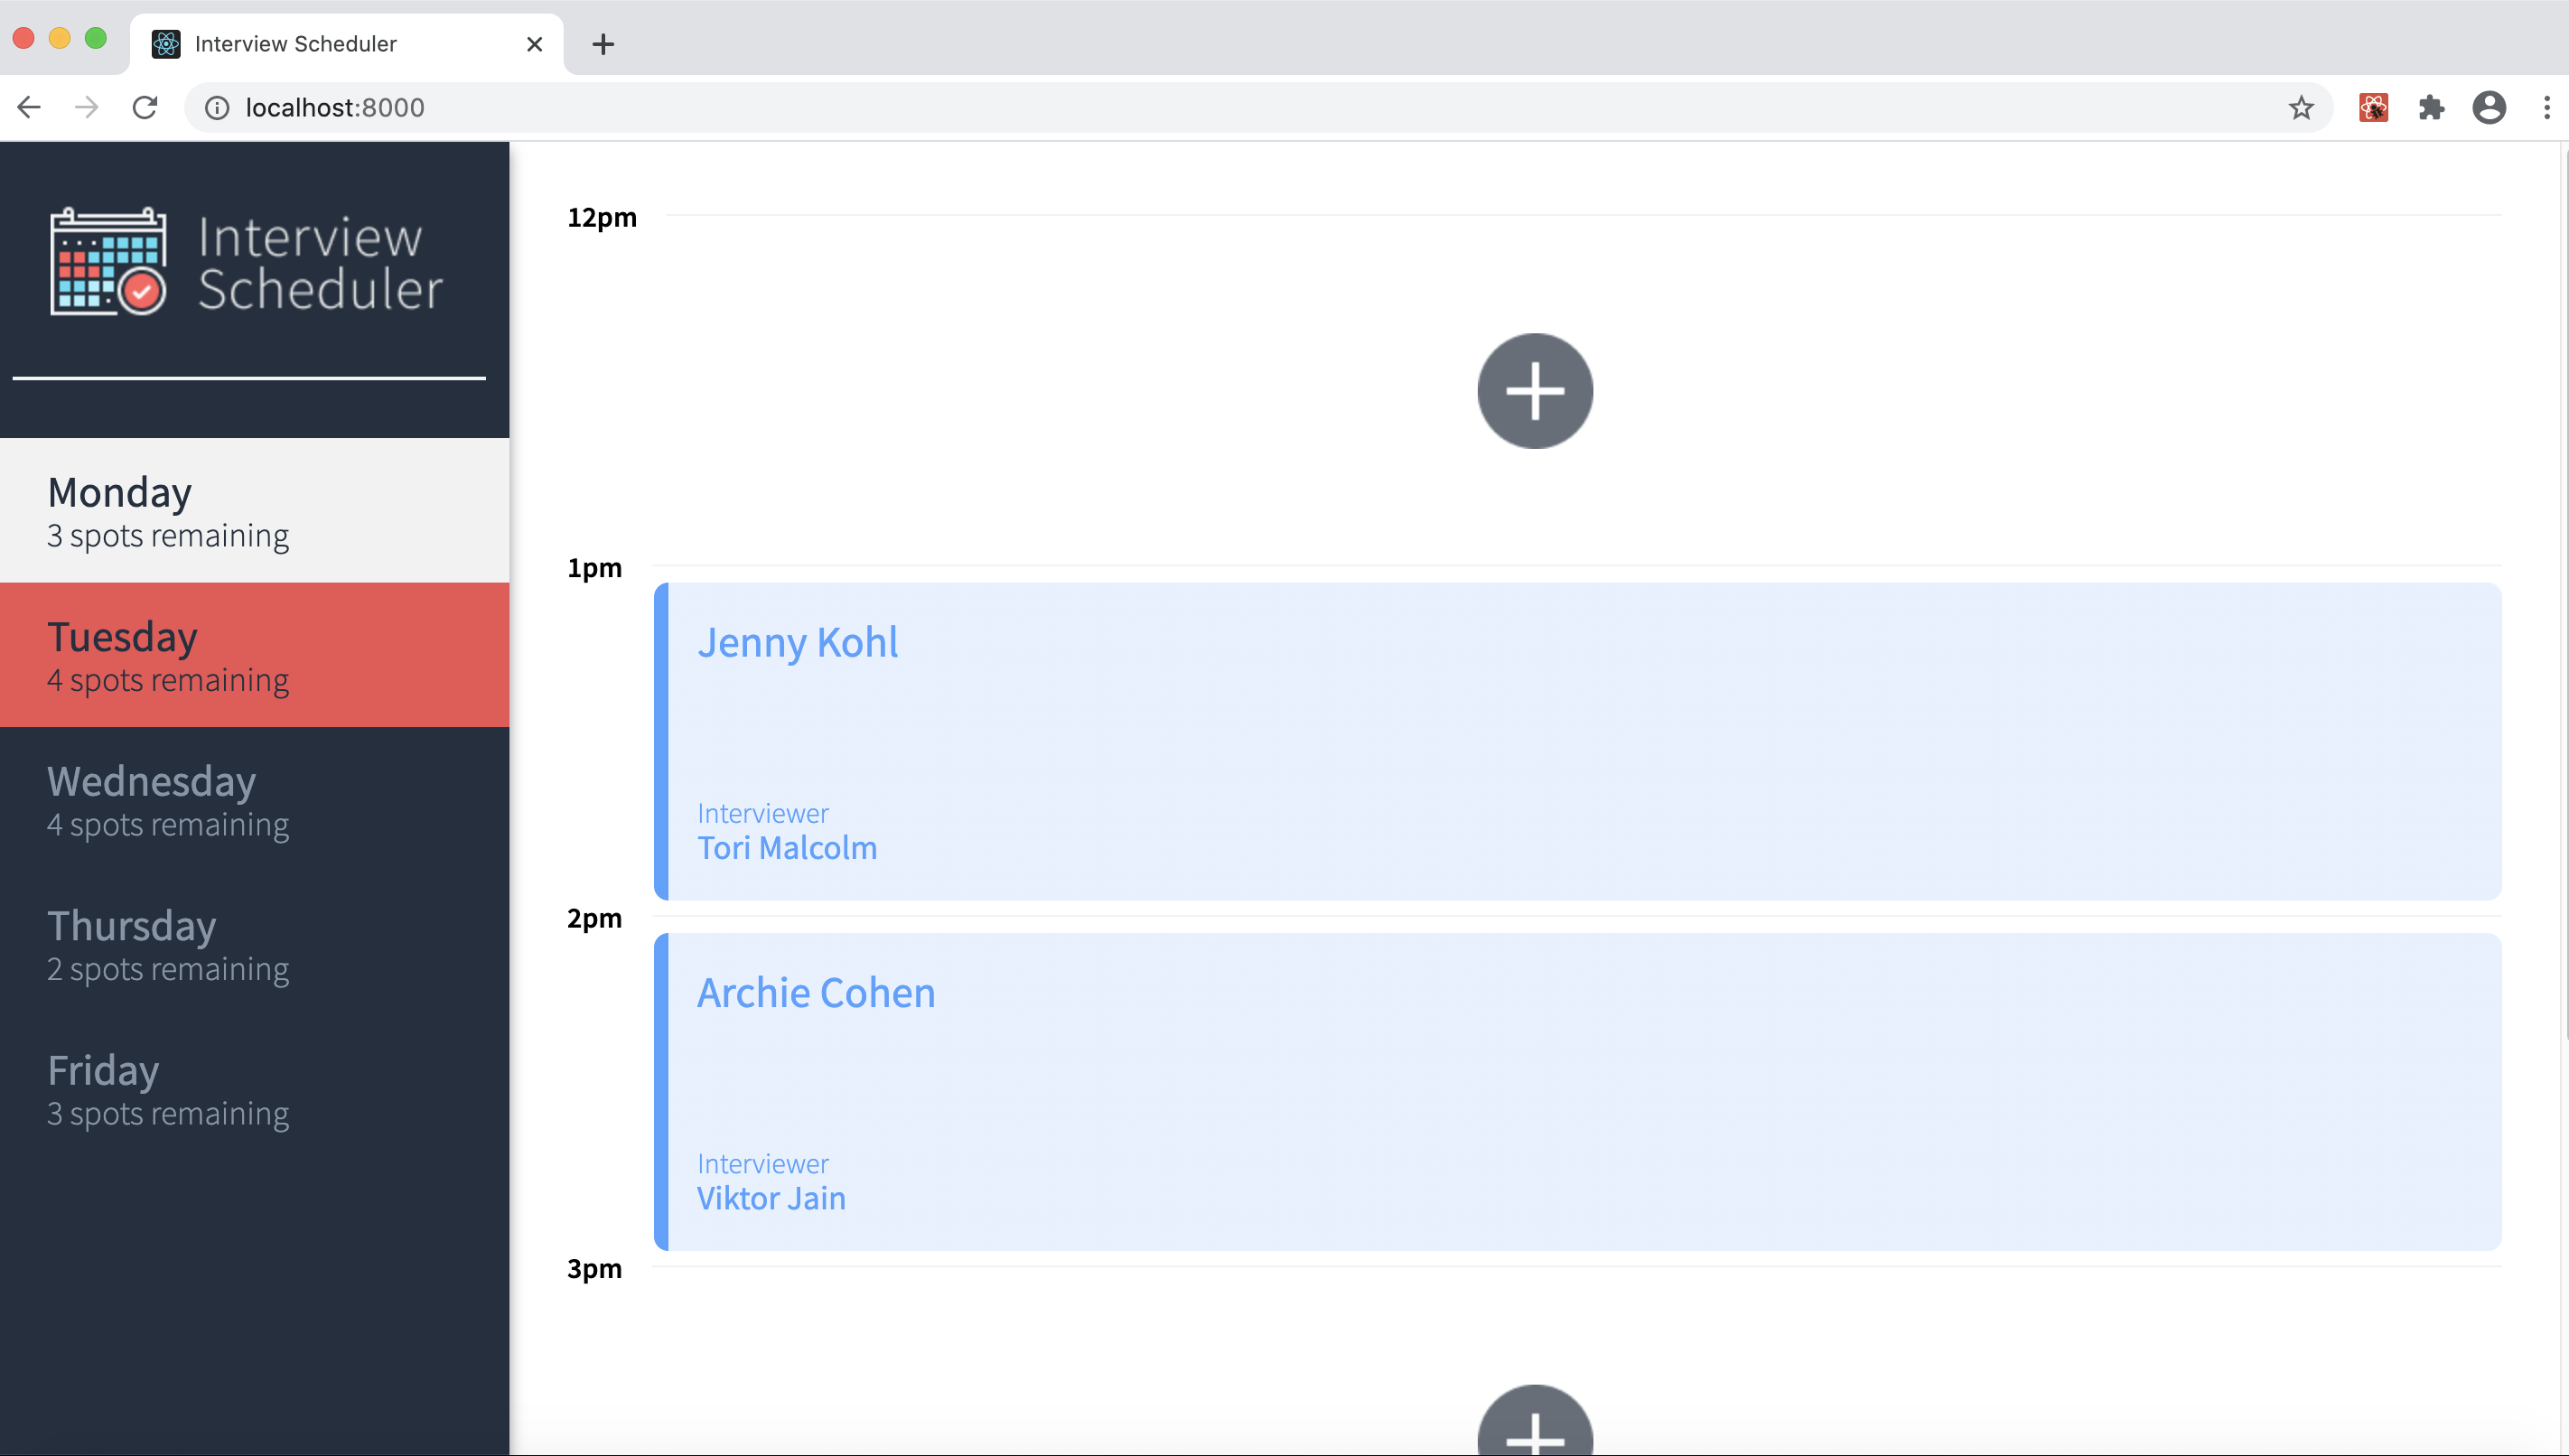 Interview Scheduler
localhost:8000
Interview
Scheduler
Monday
3 spots remaining
Tuesday
4 spots remaining
Wednesday
4 spots remaining
Thursday
2 spots remaining
Friday
3 spots remaining
12pm
1pm
Jenny Kohl
Interviewer
Tori Malcolm
2pm
Archie Cohen
Interviewer
Viktor Jain
3pm